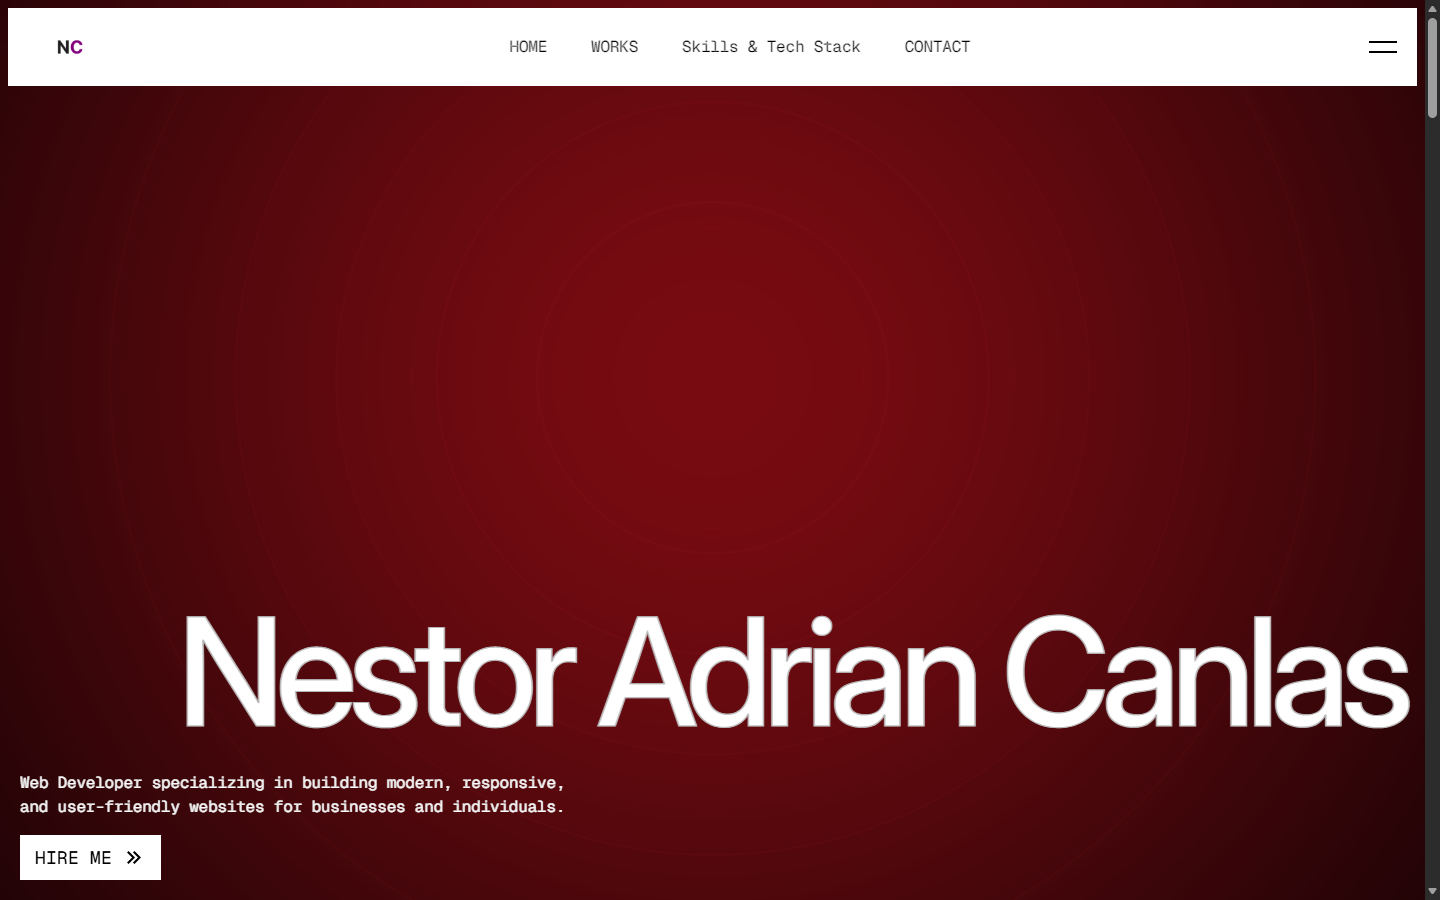 NC
HOME WORKS Skills & Tech Stack CONTACT
Nestor Adrian Canlas
Web Developer specializing in building modern, responsive,
and user-friendly websites for businesses and individuals.
HIRE ME